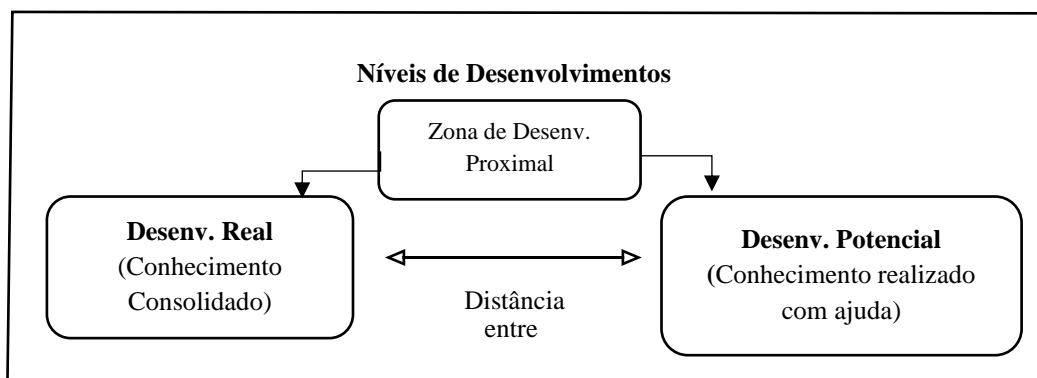 Níveis de Desenvolvimentos
Zona de Desenv.
Proximal
Desenv. Real
(Conhecimento
Consolidado)
Distância
entre
Desenv. Potencial
(Conhecimento realizado
com ajuda)